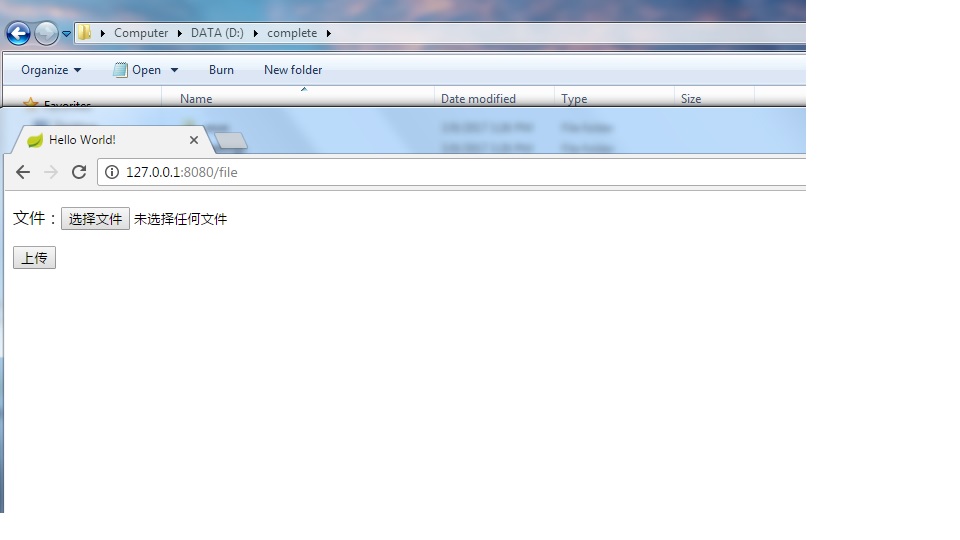 Computer DATA (D:) complete
Organize Open Burn New folder
Favorites Name Date modified Type Size
Hello World!
127.0.0.1:8080/file
文件：选择文件 未选择任何文件
上传